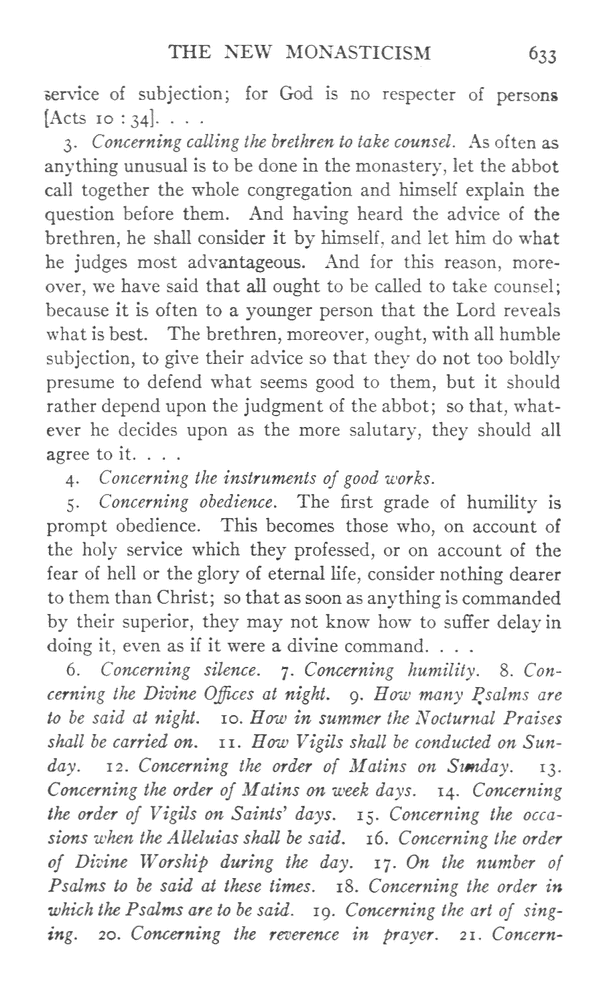 THE NEW MONASTICISM 633
service of subjection; for God is no respecter of persons
[Acts 10 : 34]. . . .
3. Concerning calling the brethren to take counsel. As often as
anything unusual is to be done in the monastery, let the abbot
call together the whole congregation and himself explain the
question before them. And having heard the advice of the
brethren, he shall consider it by himself, and let him do what
he judges most advantageous. And for this reason, more-
over, we have said that all ought to be called to take counsel;
because it is often to a younger person that the Lord reveals
what is best. The brethren, moreover, ought, with all humble
subjection, to give their advice so that they do not too boldly
presume to defend what seems good to them, but it should
rather depend upon the judgment of the abbot; so that, what-
ever he decides upon as the more salutary, they should all
agree to it. . . .
4. Concerning the instruments of good works.
5. Concerning obedience. The first grade of humility is
prompt obedience. This becomes those who, on account of
the holy service which they professed, or on account of the
fear of hell or the glory of eternal life, consider nothing dearer
to them than Christ; so that as soon as anything is commanded
by their superior, they may not know how to suffer delay in
doing it, even as if it were a divine command. . . .
6. Concerning silence. 7. Concerning humility. 8. Con-
cerning the Divine Offices at night. 9. How many Psalms are
to be said at night. 10. How in summer the Nocturnal Praises
shall be carried on. 11. How Vigils shall be conducted on Sun-
day. 12. Concerning the order of Matins on Sunday. 13.
Concerning the order of Matins on week days. 14. Concerning
the order of Vigils on Saints' days. 15. Concerning the occa-
sions when the Alleluias shall be said. 16. Concerning the order
of Divine Worship during the day. 17. On the number of
Psalms to be said at these times. 18. Concerning the order in
which the Psalms are to be said. 19. Concerning the art of sing-
ing. 20. Concerning the reverence in prayer. 21. Concern-